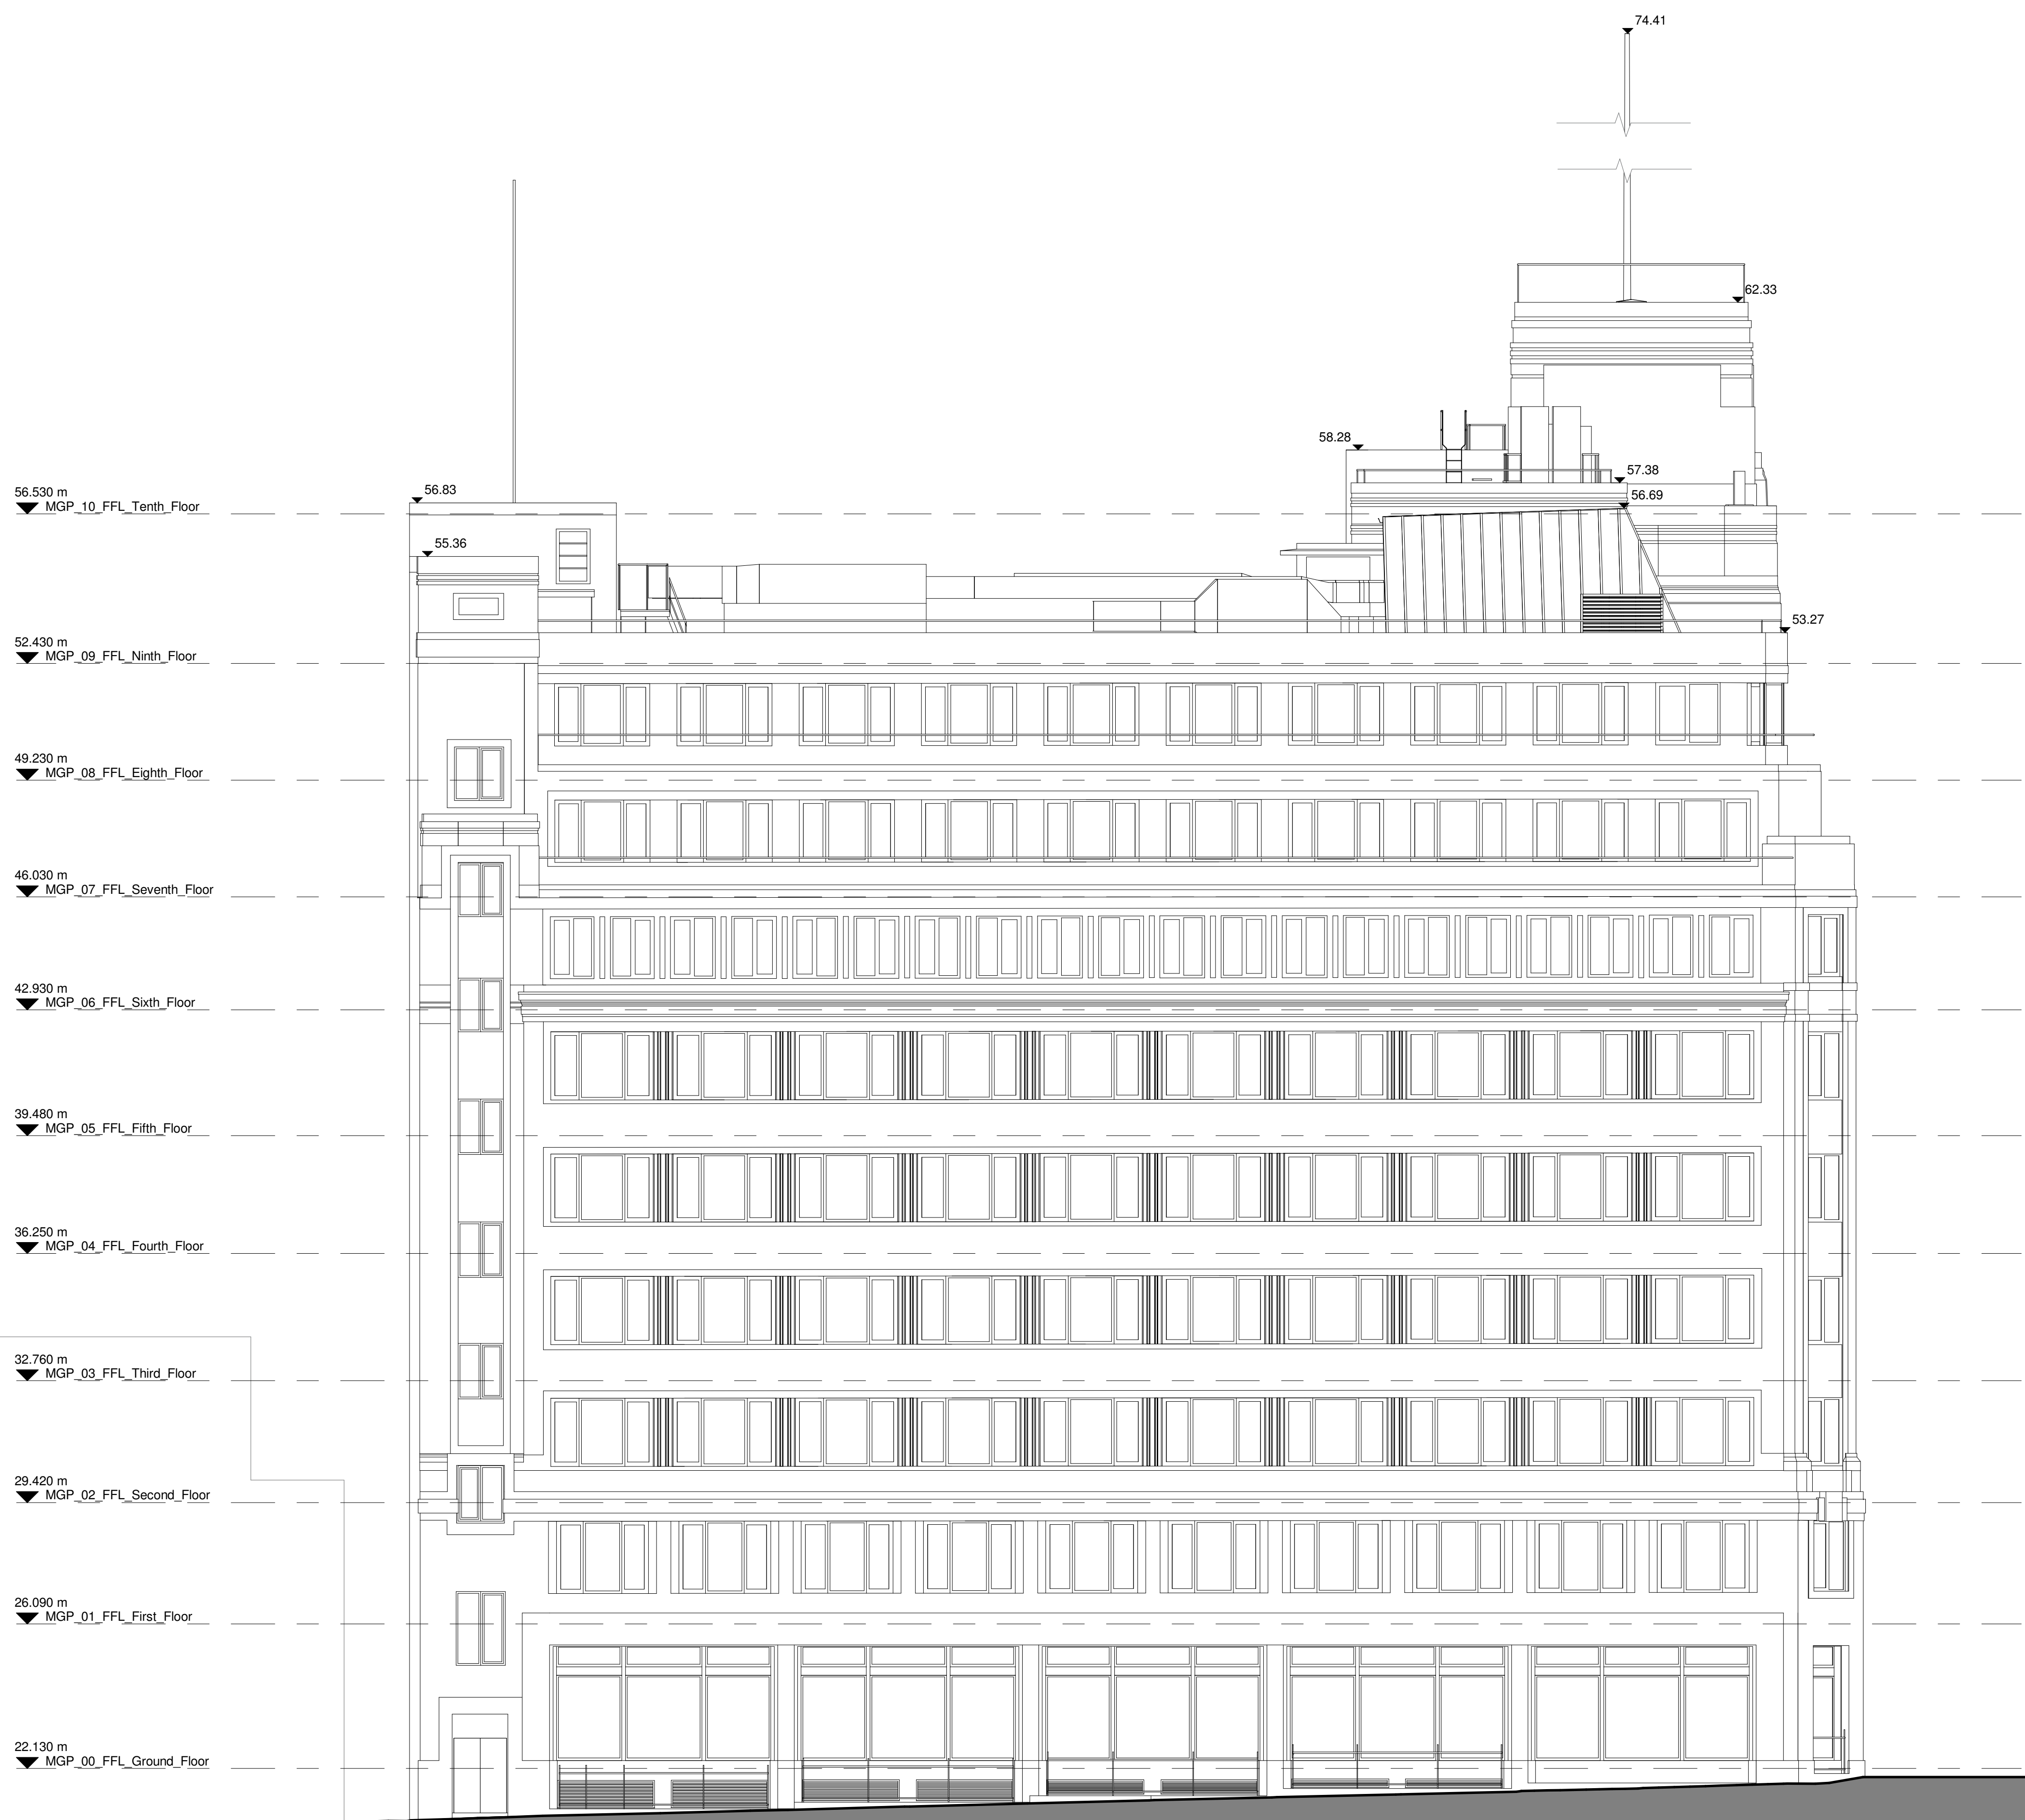 74.41
62.33
58.28
57.38
56.83
56.69
56.530 m
MGP_10_FFL_Tenth_Floor
55.36
53.27
52.430 m
MGP_09_FFL_Ninth_Floor
49.230 m
MGP_08_FFL_Eighth_Floor
46.030 m
MGP_07_FFL_Seventh_Floor
42.930 m
MGP_06_FFL_Sixth_Floor
39.480 m
MGP_05_FFL_Fifth_Floor
36.250 m
MGP_04_FFL_Fourth_Floor
32.760 m
MGP_03_FFL_Third_Floor
29.420 m
MGP_02_FFL_Second_Floor
26.090 m
MGP_01_FFL_First_Floor
22.130 m
MGP_00_FFL_Ground_Floor